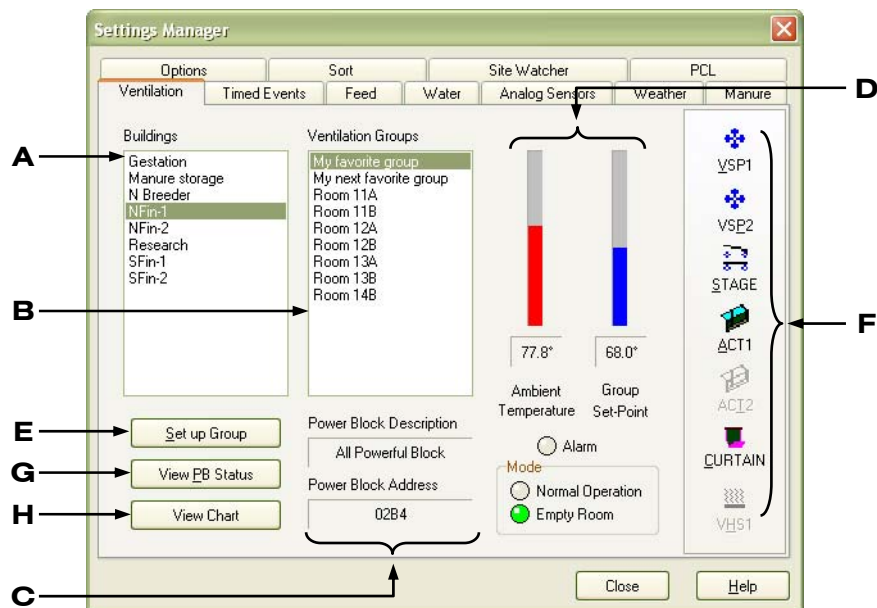 Settings Manager
Options Sort Site Watcher PCL
Ventilation Timed Events Feed Water Analog Sensors Weather Manure
D
Buildings
A
Gestation
Manure storage
N Breeder
NFin-1
NFin-2
Research
SFin-1
SFin-2
Ventilation Groups
B
My favorite group
My next favorite group
Room 11A
Room 11B
Room 12A
Room 12B
Room 13A
Room 13B
Room 14B
77.8° 68.0°
Ambient Temperature
Group Set-Point
Alarm
Mode
Normal Operation
Empty Room
VSP1
VSP2
STAGE
ACT1
ACT2
CURTAIN
VHS1
F
E
Set up Group
G
View PB Status
H
View Chart
Power Block Description
All Powerful Block
Power Block Address
02B4
C
Close Help